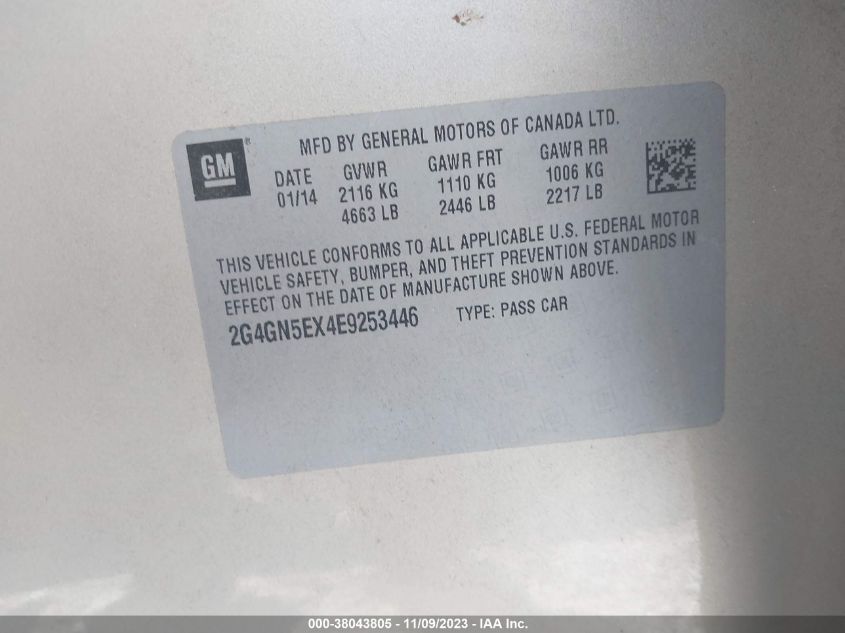 MFD BY GENERAL MOTORS OF CANADA LTD.
GM ®
DATE GVWR GAWR FRT GAWR RR
01/14 2116 KG 1110 KG 1006 KG
4663 LB 2446 LB 2217 LB
THIS VEHICLE CONFORMS TO ALL APPLICABLE U.S. FEDERAL MOTOR
VEHICLE SAFETY, BUMPER, AND THEFT PREVENTION STANDARDS IN
EFFECT ON THE DATE OF MANUFACTURE SHOWN ABOVE.
2G4GN5EX4E9253446 TYPE: PASS CAR
000-38043805 - 11/09/2023 - IAA Inc.